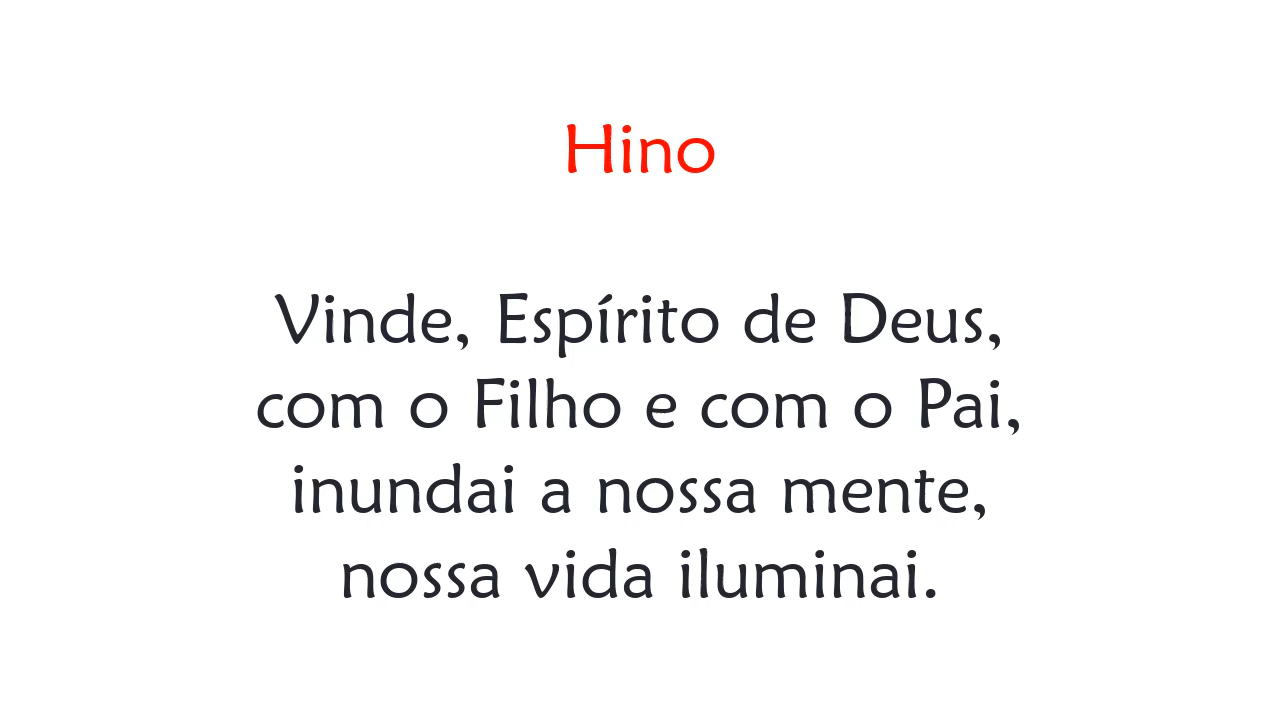 Hino
Vinde, Espírito de Deus,
com o Filho e com o Pai,
inundai a nossa mente,
nossa vida iluminai.